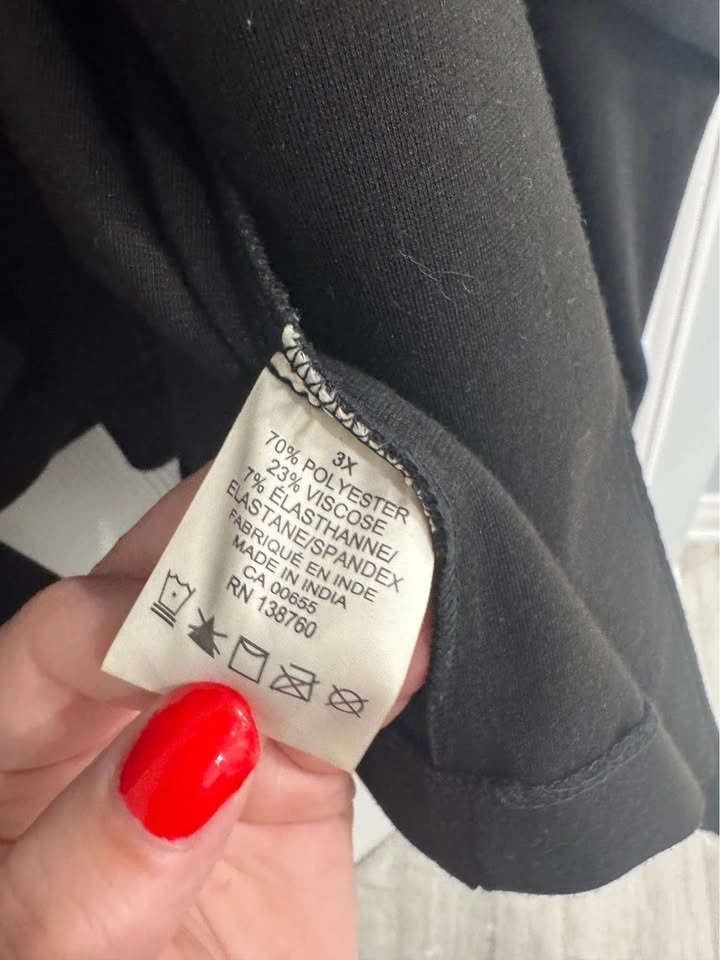 3X
70% POLYESTER
23% VISCOSE
7% ÉLASTHANNE/
ELASTANE/SPANDEX
FABRIQUÉ EN INDE
MADE IN INDIA
CA 00655
RN 138760